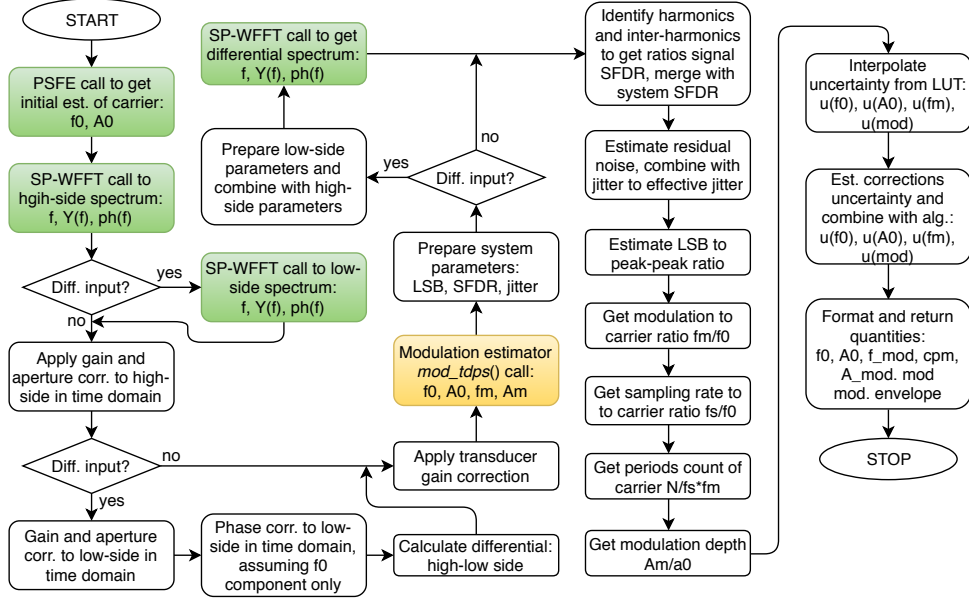 START
PSFE call to get
initial est. of carrier:
f0, A0
SP-WFFT call to
hgih-side spectrum:
f, Y(f), ph(f)
Diff. input?
yes
no
SP-WFFT call to low-
side spectrum:
f, Y(f), ph(f)
Apply gain and
aperture corr. to high-
side in time domain
Diff. input?
no
yes
Gain and aperture
corr. to low-side in
time domain
Phase corr. to low-
side in time domain,
assuming f0
component only
Calculate differential:
high-low side
Apply transducer
gain correction
Modulation estimator
mod_tdps() call:
f0, A0, fm, Am
Prepare system
parameters:
LSB, SFDR, jitter
Diff. input?
yes
no
Prepare low-side
parameters and
combine with high-
side parameters
SP-WFFT call to get
differential spectrum:
f, Y(f), ph(f)
Identify harmonics
and inter-harmonics
to get ratios signal
SFDR, merge with
system SFDR
Estimate residual
noise, combine with
jitter to effective jitter
Estimate LSB to
peak-peak ratio
Get modulation to
carrier ratio fm/f0
Get sampling rate to
to carrier ratio fs/f0
Get periods count of
carrier N/fs*fm
Get modulation depth
Am/a0
Interpolate
uncertainty from LUT:
u(f0), u(A0), u(fm),
u(mod)
Est. corrections
uncertainty and
combine with alg.:
u(f0), u(A0), u(fm),
u(mod)
Format and return
quantities:
f0, A0, f_mod, cpm,
A_mod. mod
mod. envelope
STOP